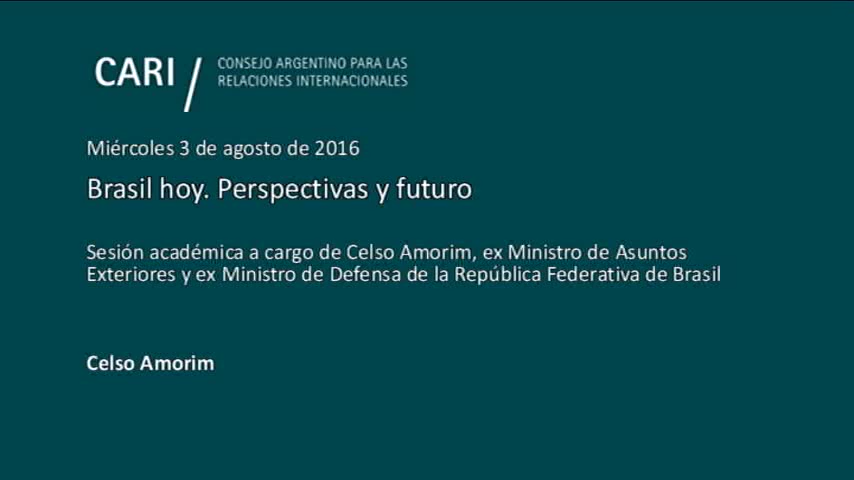 CARI/
CONSEJO ARGENTINO PARA LAS
RELACIONES INTERNACIONALES
Miércoles 3 de agosto de 2016
Brasil hoy. Perspectivas y futuro
Sesión académica a cargo de Celso Amorim, ex Ministro de Asuntos
Exteriores y ex Ministro de Defensa de la República Federativa de Brasil
Celso Amorim